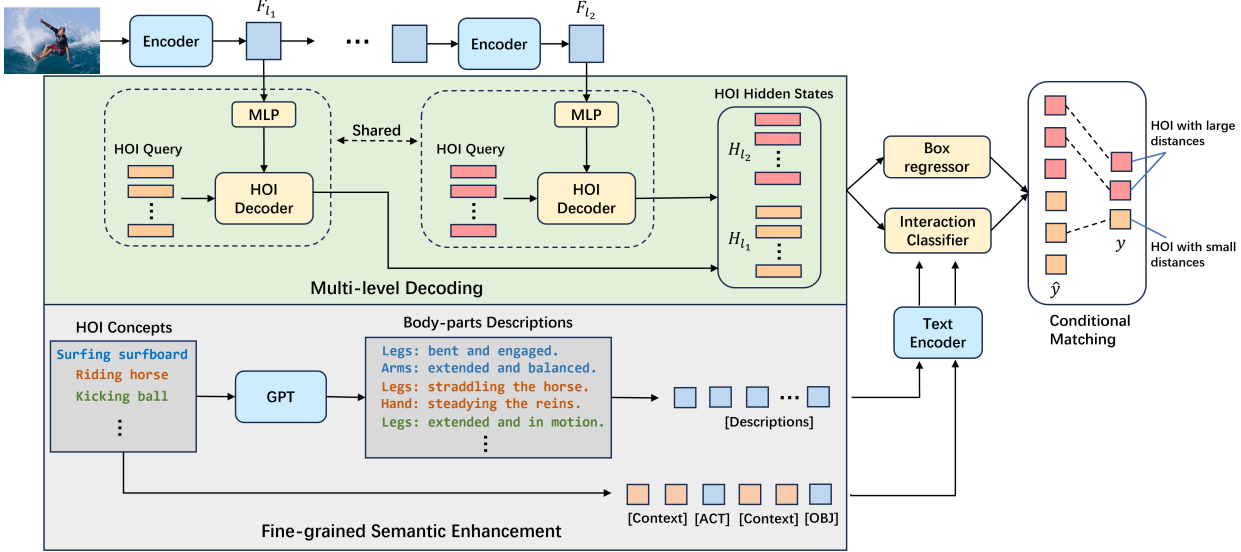 F_{l_1}
F_{l_2}
Encoder
...
Encoder
MLP
MLP
Shared
HOI Hidden States
HOI Query
HOI Query
HOI
Decoder
HOI
Decoder
H_{l_2}
H_{l_1}
Multi-level Decoding
Box
regressor
Interaction
Classifier
HOI with large
distances
HOI with small
distances
y
ŷ
Conditional
Matching
Text
Encoder
HOI Concepts
Surfing surfboard
Riding horse
Kicking ball
GPT
Body-parts Descriptions
Legs: bent and engaged.
Arms: extended and balanced.
Legs: straddling the horse.
Hand: steadying the reins.
Legs: extended and in motion.
...
[Descriptions]
[Context] [ACT] [Context] [OBJ]
Fine-grained Semantic Enhancement